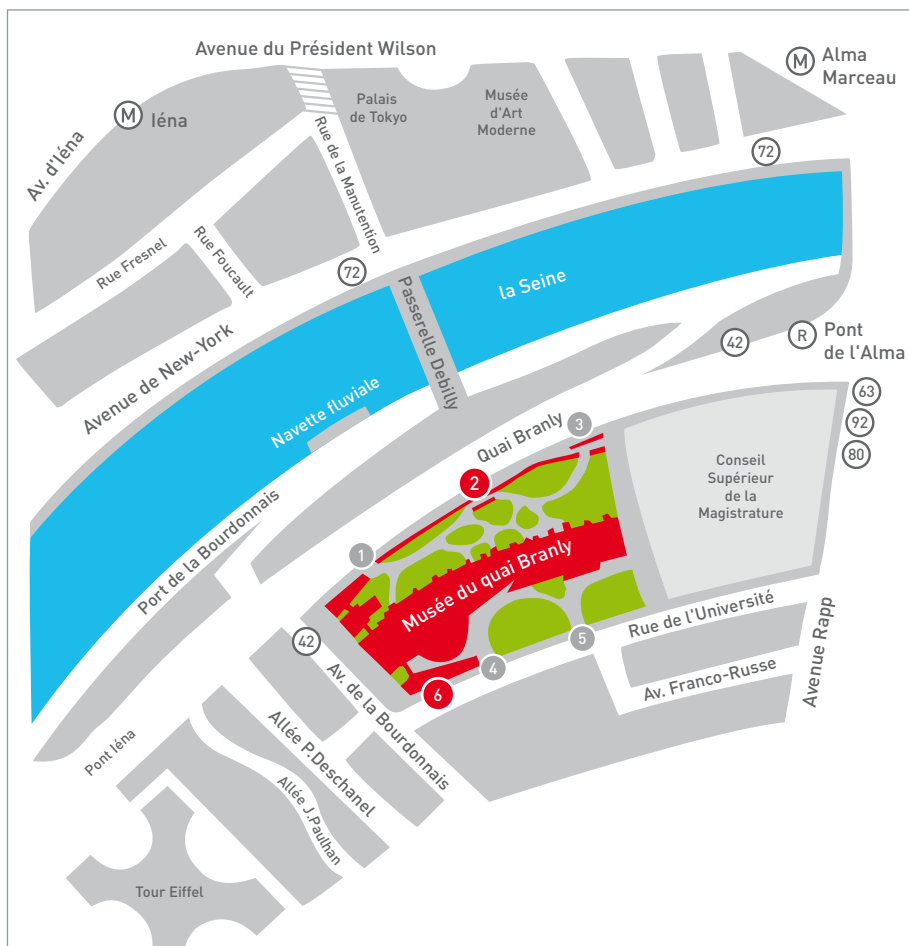 Avenue du Président Wilson
M
Alma
Marceau
M
Iéna
Palais
de Tokyo
Musée
d'Art
Moderne
Av. d'Iéna
Rue de la Manutention
72
Rue Fresnel
Rue Foucault
72
Passerelle Debilly
la Seine
Avenue de New-York
42
R
Pont
de l'Alma
Navette fluviale
63
92
80
Quai Branly
3
Conseil
Supérieur
de la
Magistrature
2
Port de la Bourdonnais
1
Musée du quai Branly
42
Rue de l'Université
5
4
6
Av. de la Bourdonnais
Av. Franco-Russe
Avenue Rapp
Pont Iéna
Allée P.Deschanel
Allée J.Paulhan
Tour Eiffel